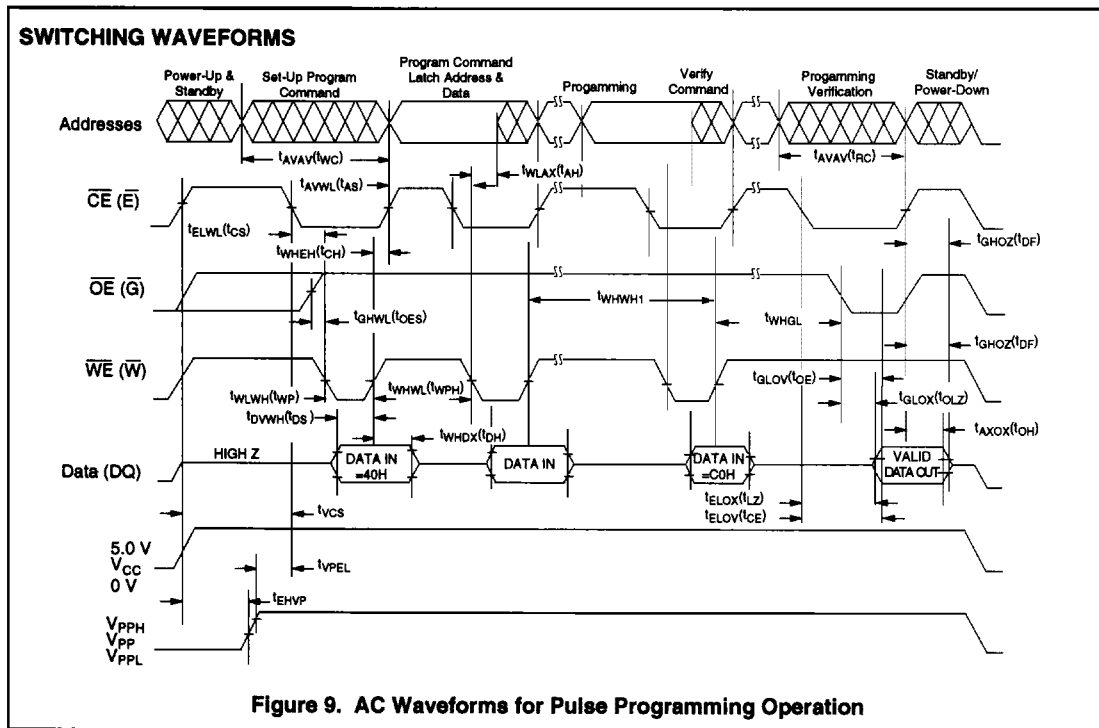 SWITCHING WAVEFORMS
Power-Up &
Standby
Set-Up Program
Command
Program Command
Latch Address &
Data
Progamming
Verify
Command
Progamming
Verification
Standby/
Power-Down
Addresses
tAVAV(tWC)
tAVAV(tRC)
tWLAX(tAH)
tAVWL(tAS)
CE (E)
tELWL(tCS)
tGHOZ(tDF)
tWHEH(tCH)
OE (G)
tWHWH1
tWHGL
tGHWL(tOES)
tGHOZ(tDF)
WE (W)
tGLOV(tOE)
tWLWH(tWP)
tWHWL(tWPH)
tGLOX(tOLZ)
tDVWH(tDS)
tWHDX(tDH)
tAXOX(tOH)
HIGH Z
Data (DQ)
DATA IN
=40H
DATA IN
DATA IN
=C0H
VALID
DATA OUT
tELOX(tLZ)
tVCS
tELOV(tCE)
5.0 V
VCC
0 V
tVPEL
tEHVP
VPPH
VPP
VPPL
Figure 9. AC Waveforms for Pulse Programming Operation